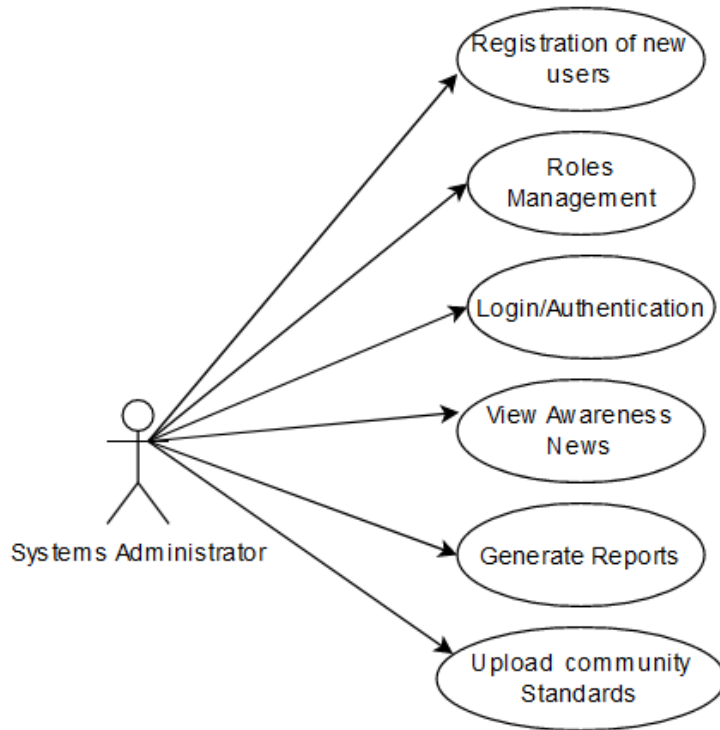 Registration of new
users
Roles
Management
Login/Authentication
View Awareness
News
Systems Administrator
Generate Reports
Upload community
Standards